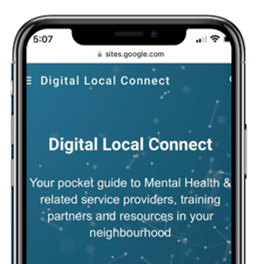 5:07
sites.google.com
Digital Local Connect
Digital Local Connect
Your pocket guide to Mental Health &
related service providers, training
partners and resources in your
neighbourhood